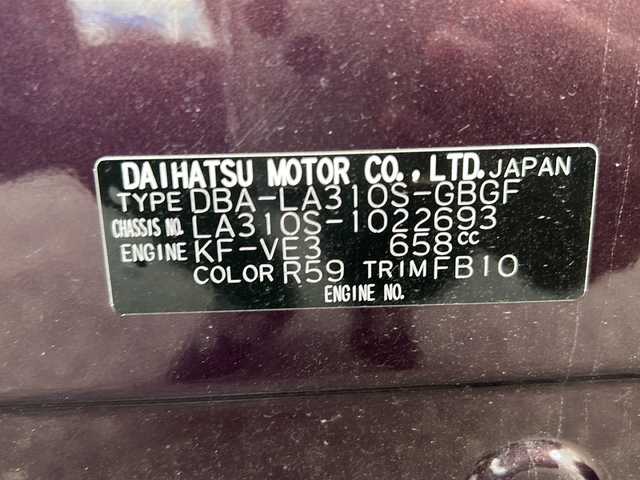 DAIHATSU MOTOR CO., LTD. JAPAN
TYPE DBA-LA310S-GBGF
CHASSIS NO. LA310S-1022693
ENGINE KF-VE3 658cc
COLOR R59 TRIM FB10
ENGINE NO.